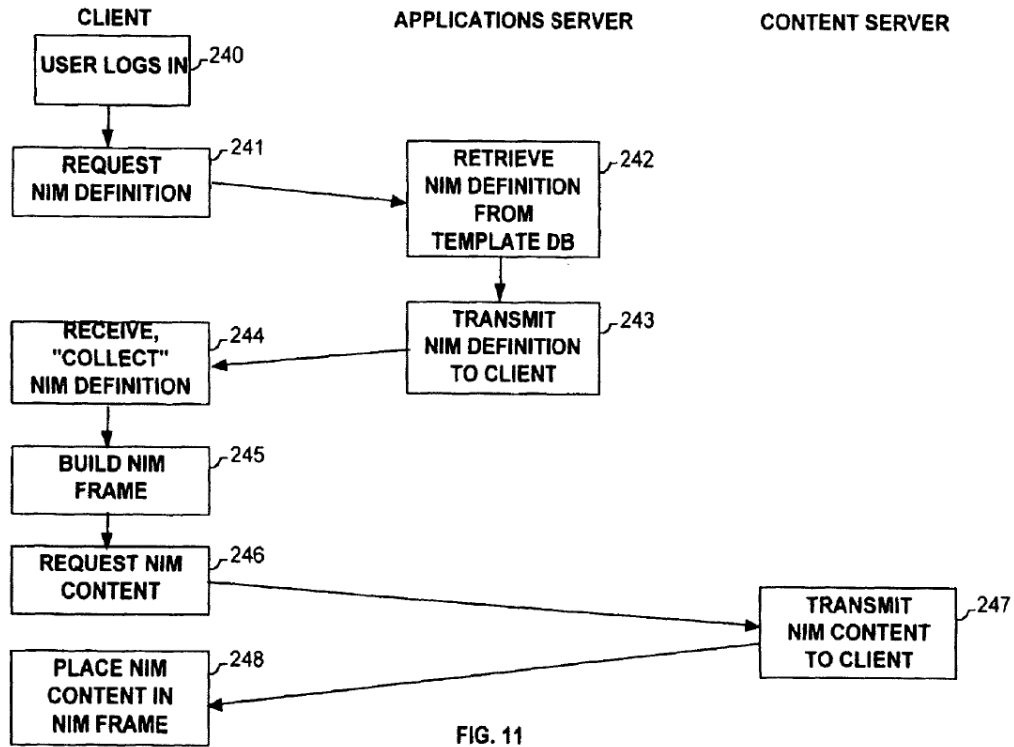 CLIENT
APPLICATIONS SERVER
CONTENT SERVER
USER LOGS IN
240
REQUEST
NIM DEFINITION
241
RETRIEVE
NIM DEFINITION
FROM
TEMPLATE DB
242
TRANSMIT
NIM DEFINITION
TO CLIENT
243
RECEIVE,
"COLLECT"
NIM DEFINITION
244
BUILD NIM
FRAME
245
REQUEST NIM
CONTENT
246
TRANSMIT
NIM CONTENT
TO CLIENT
247
PLACE NIM
CONTENT IN
NIM FRAME
248
FIG. 11